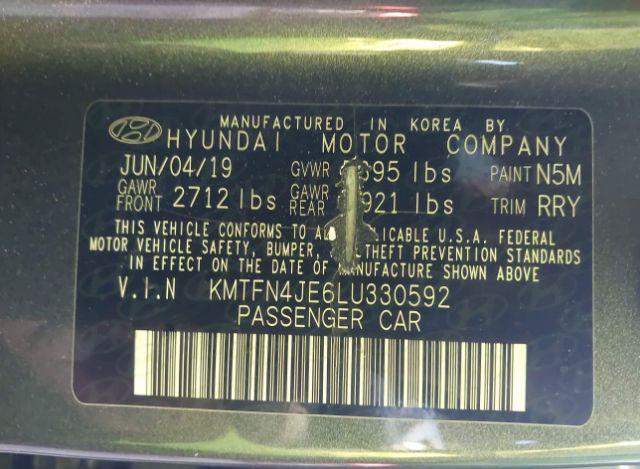 MANUFACTURED IN KOREA BY
HYUNDAI MOTOR COMPANY
JUN/04/19 GVWR lbs PAINT N5M
GAWR FRONT 2712 lbs GAWR REAR lbs TRIM RRY
THIS VEHICLE CONFORMS TO U.S.A. FEDERAL
MOTOR VEHICLE SAFETY, BUMPER, THEFT PREVENTION STANDARDS
IN EFFECT ON THE DATE OF MANUFACTURE SHOWN ABOVE
V.I.N KMTFN4JE6LU330592
PASSENGER CAR